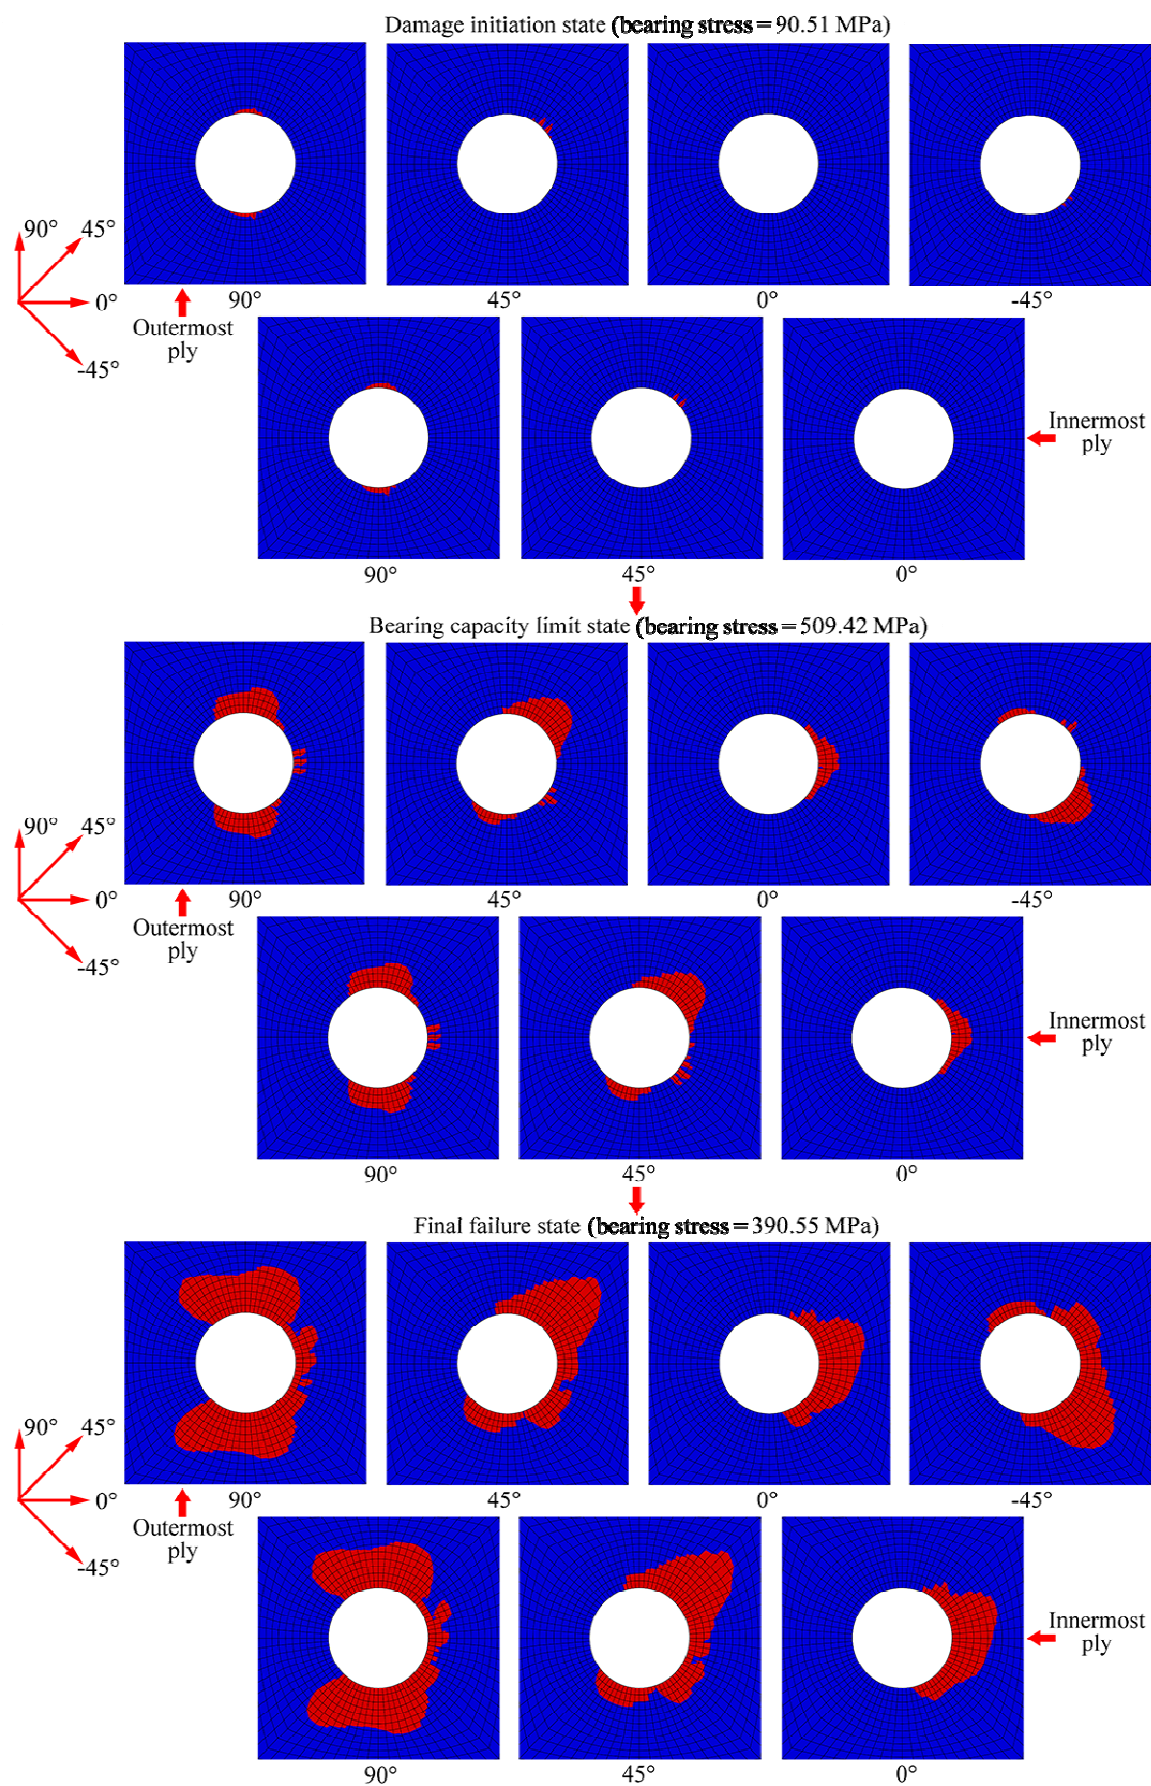 Damage initiation state (bearing stress = 90.51 MPa)
90° 45°
0°
-45°
90° 45° 0° -45°
Outermost
ply
Innermost
ply
90° 45° 0°
Bearing capacity limit state (bearing stress = 509.42 MPa)
90° 45°
0°
-45°
90° 45° 0° -45°
Outermost
ply
Innermost
ply
90° 45° 0°
Final failure state (bearing stress = 390.55 MPa)
90° 45°
0°
-45°
90° 45° 0° -45°
Outermost
ply
Innermost
ply
90° 45° 0°